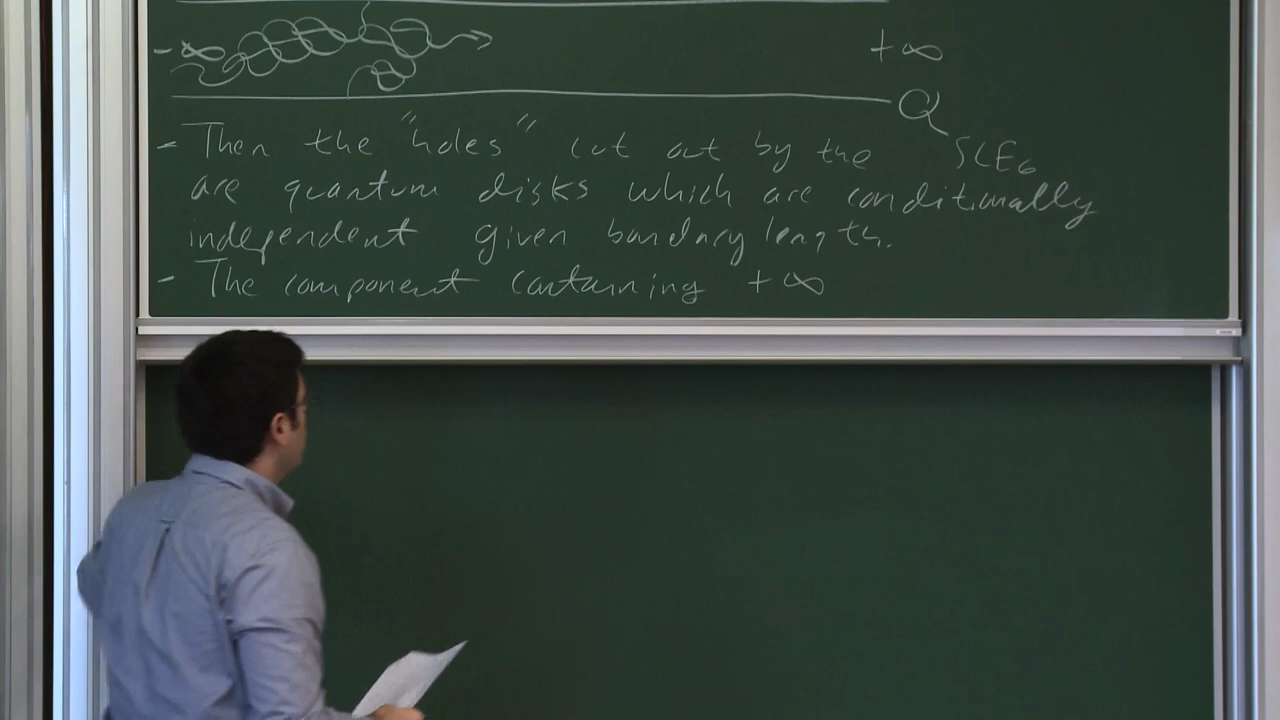 -∞
+∞
Q
- Then the "holes" cut out by the SLE6
are quantum disks which are conditionally
independent given boundary length.
- The component containing +∞